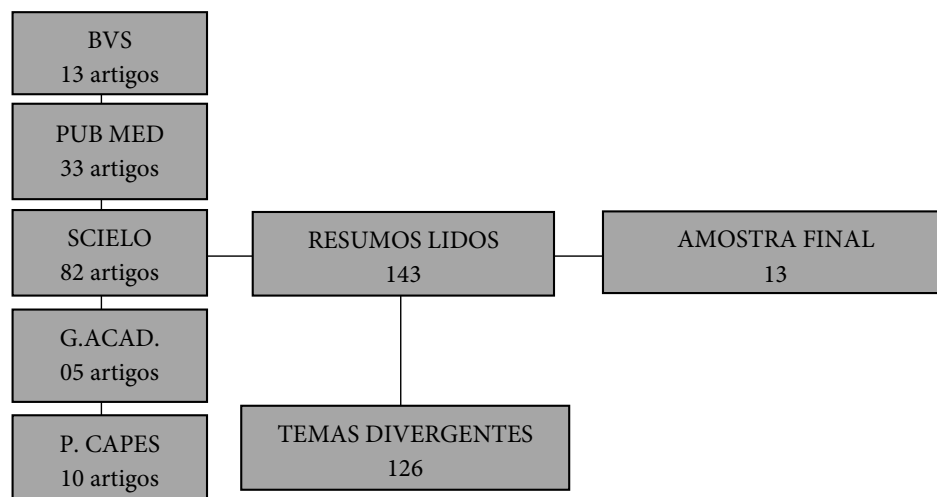 BVS
13 artigos
PUB MED
33 artigos
SCIELO
82 artigos
G.ACAD.
05 artigos
P. CAPES
10 artigos
RESUMOS LIDOS
143
TEMAS DIVERGENTES
126
AMOSTRA FINAL
13